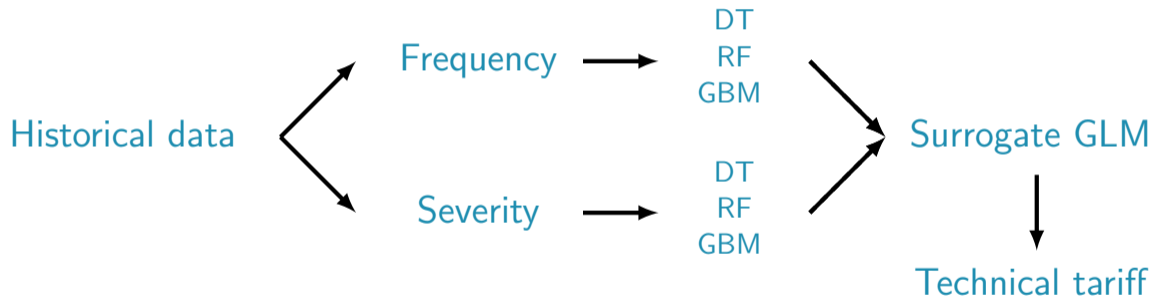 Historical data
Frequency
DT
RF
GBM
Severity
DT
RF
GBM
Surrogate GLM
Technical tariff